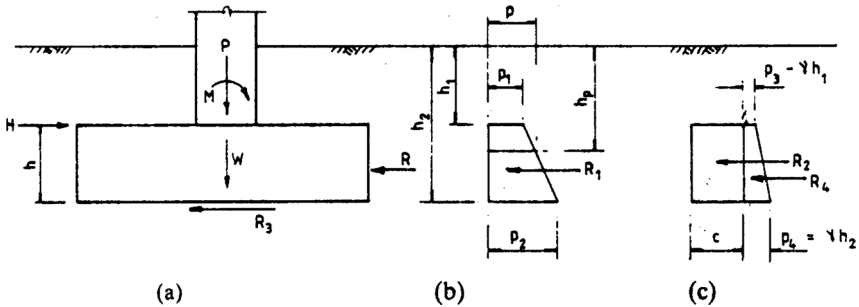 P
M
H
h
W
R
R₃
(a)
p
h₁
h₂
p₁
hₚ
R₁
p₂
(b)
p₃ - γh₁
R₂
R₄
c
p₄ = γh₂
(c)